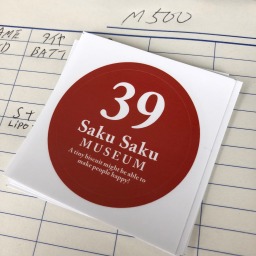 M500
39
Saku Saku
MUSEUM
A tiny biscuit might be able to
make people happy!